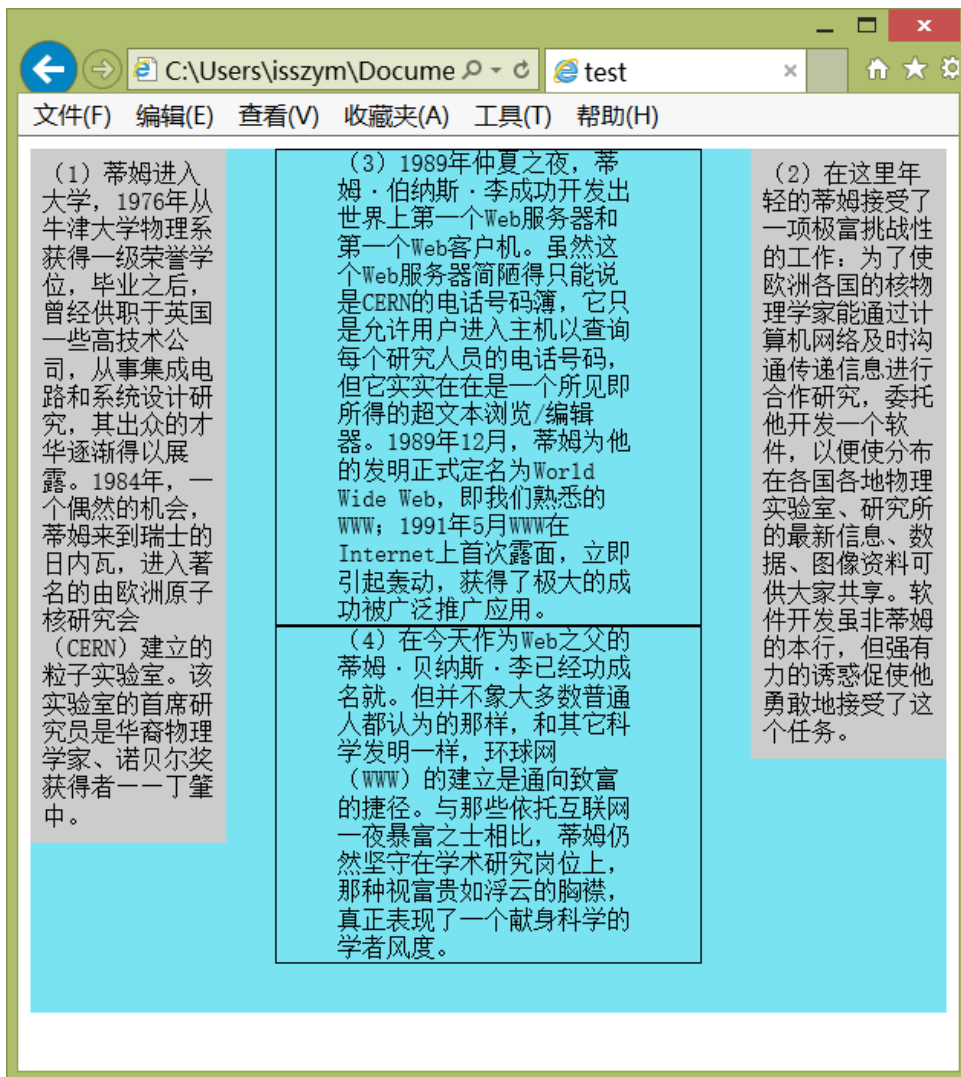 C:\Users\isszym\Docume
test
文件(F) 编辑(E) 查看(V) 收藏夹(A) 工具(T) 帮助(H)
(1)蒂姆进入
大学，1976年从
牛津大学物理系
获得一级荣誉学
位，毕业之后，
曾经供职于英国
一些高技术公
司，从事集成电
路和系统设计研
究，其出众的才
华逐渐得以展
露。1984年，一
个偶然的机会，
蒂姆来到瑞士的
日内瓦，进入著
名的由欧洲原子
核研究会
（CERN）建立的
粒子实验室。该
实验室的首席研
究员是华裔物理
学家、诺贝尔奖
获得者——丁肇
中。
（3）1989年仲夏之夜，蒂
姆·伯纳斯·李成功开发出
世界上第一个Web服务器和
第一个Web客户机。虽然这
个Web服务器简陋得只能说
是CERN的电话号码簿，它只
是允许用户进入主机以查询
每个研究人员的电话号码，
但它实实在在是一个所见即
所得的超文本浏览/编辑
器。1989年12月，蒂姆为他
的发明正式定名为World
Wide Web，即我们熟悉的
WWW；1991年5月WWW在
Internet上首次露面，立即
引起轰动，获得了极大的成
功被广泛推广应用。
（4）在今天作为Web之父的
蒂姆·贝纳斯·李已经功成
名就。但并不象大多数普通
人都认为的那样，和其它科
学发明一样，环球网
（WWW）的建立是通向致富
的捷径。与那些依托互联网
一夜暴富之士相比，蒂姆仍
然坚守在学术研究岗位上，
那种视富贵如浮云的胸襟，
真正表现了一个献身科学的
学者风度。
（2）在这里年
轻的蒂姆接受了
一项极富挑战性
的工作：为了使
欧洲各国的核物
理学家能通过计
算机网络及时沟
通传递信息进行
合作研究，委托
他开发一个软
件，以便使分布
在各国各地物理
实验室、研究所
的最新信息、数
据、图像资料可
供大家共享。软
件开发虽非蒂姆
的本行，但强有
力的诱惑促使他
勇敢地接受了这
个任务。